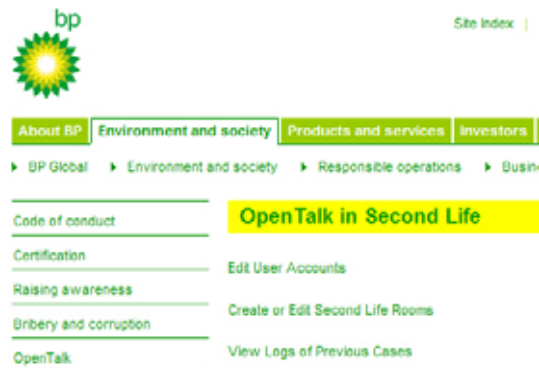 bp
Site Index |
About BP Environment and society Products and services Investors
BP Global Environment and society Responsible operations
Code of conduct
OpenTalk in Second Life
Certification
Edit User Accounts
Raising awareness
Create or Edit Second Life Rooms
Bribery and corruption
View Logs of Previous Cases
OpenTalk